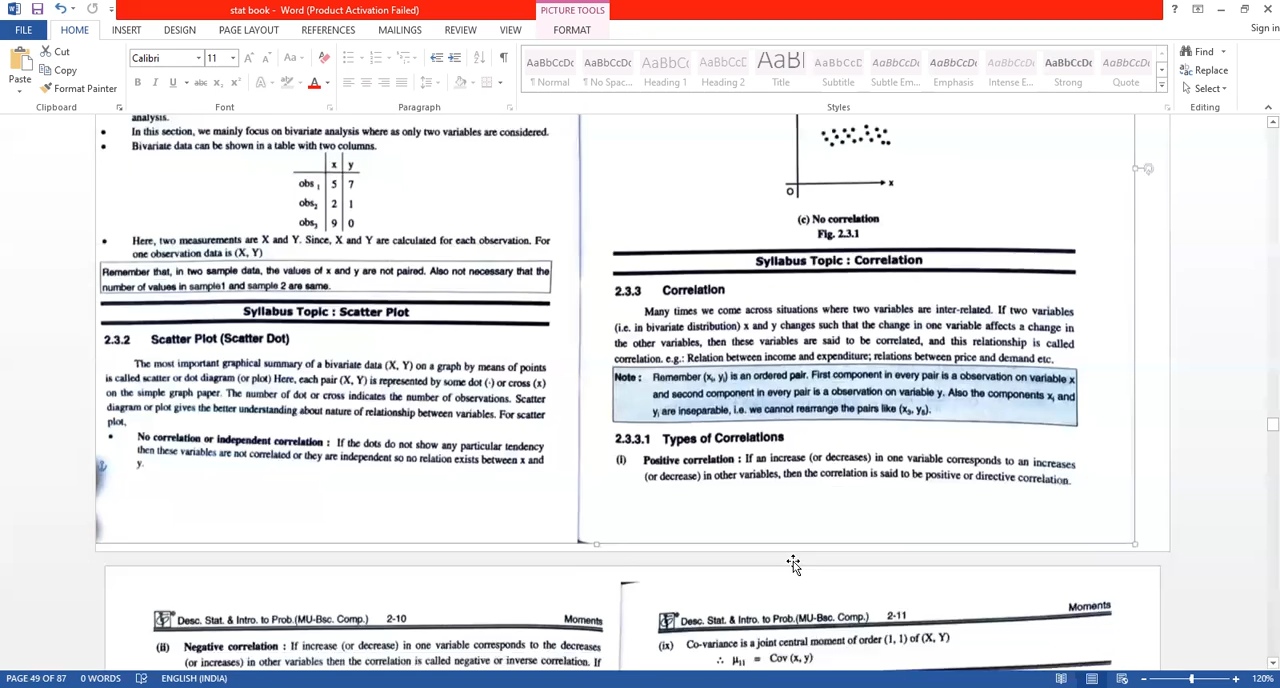 stat book - Word (Product Activation Failed)
PICTURE TOOLS
FILE HOME INSERT DESIGN PAGE LAYOUT REFERENCES MAILINGS REVIEW VIEW FORMAT
Sign in
Paste
Cut
Copy
Format Painter
Clipboard
Calibri 11
Font
Paragraph
AaBbCcDc AaBbCcDc AaBbCc AaBbCcC AaBl AaBbCcC AaBbCcDc AaBbCcDc AaBbCcDc AaBbCcDc AaBbCcDc
¶ Normal ¶ No Spac... Heading 1 Heading 2 Title Subtitle Subtle Em... Emphasis Intense E... Strong Quote
Styles
Find
Replace
Select
Editing
analysis.
• In this section, we mainly focus on bivariate analysis where as only two variables are considered.
• Bivariate data can be shown in a table with two columns.
x y
obs1 5 7
obs2 2 1
obs3 9 0
• Here, two measurements are X and Y. Since, X and Y are calculated for each observation. For
one observation data is (X, Y)
Remember that, in two sample data, the values of x and y are not paired. Also not necessary that the
number of values in sample1 and sample 2 are same.
Syllabus Topic : Scatter Plot
2.3.2 Scatter Plot (Scatter Dot)
The most important graphical summary of a bivariate data (X, Y) on a graph by means of points
is called scatter or dot diagram (or plot) Here, each pair (X, Y) is represented by some dot (·) or cross (x)
on the simple graph paper. The number of dot or cross indicates the number of observations. Scatter
diagram or plot gives the better understanding about nature of relationship between variables. For scatter
plot,
• No correlation or independent correlation : If the dots do not show any particular tendency
then these variables are not correlated or they are independent so no relation exists between x and
y.
O x
(c) No correlation
Fig. 2.3.1
Syllabus Topic : Correlation
2.3.3 Correlation
Many times we come across situations where two variables are inter-related. If two variables
(i.e. in bivariate distribution) x and y changes such that the change in one variable affects a change in
the other variables, then these variables are said to be correlated, and this relationship is called
correlation. e.g.: Relation between income and expenditure; relations between price and demand etc.
Note : Remember (xi, yi) is an ordered pair. First component in every pair is a observation on variable x
and second component in every pair is a observation on variable y. Also the components xi and
yi are inseparable, i.e. we cannot rearrange the pairs like
2.3.3.1 Types of Correlations
(i) Positive correlation : If an increase (or decreases) in one variable corresponds to an increases
(or decrease) in other variables, then the correlation is said to be positive or directive correlation.
Desc. Stat. & Intro to Prob.(MU-Bsc. Comp.) 2-10 Moments
(ii) Negative correlation : If increase (or decrease) in one variable corresponds to the decreases
(or increases) in other variables then the correlation is called negative or inverse correlation. If
Desc. Stat. & Intro to Prob.(MU-Bsc. Comp.) 2-11 Moments
(ix) Co-variance is a joint central moment of order (1, 1) of (X, Y)
∴ μ11 = Cov (x, y)
PAGE 49 OF 87 0 WORDS ENGLISH (INDIA) 120%